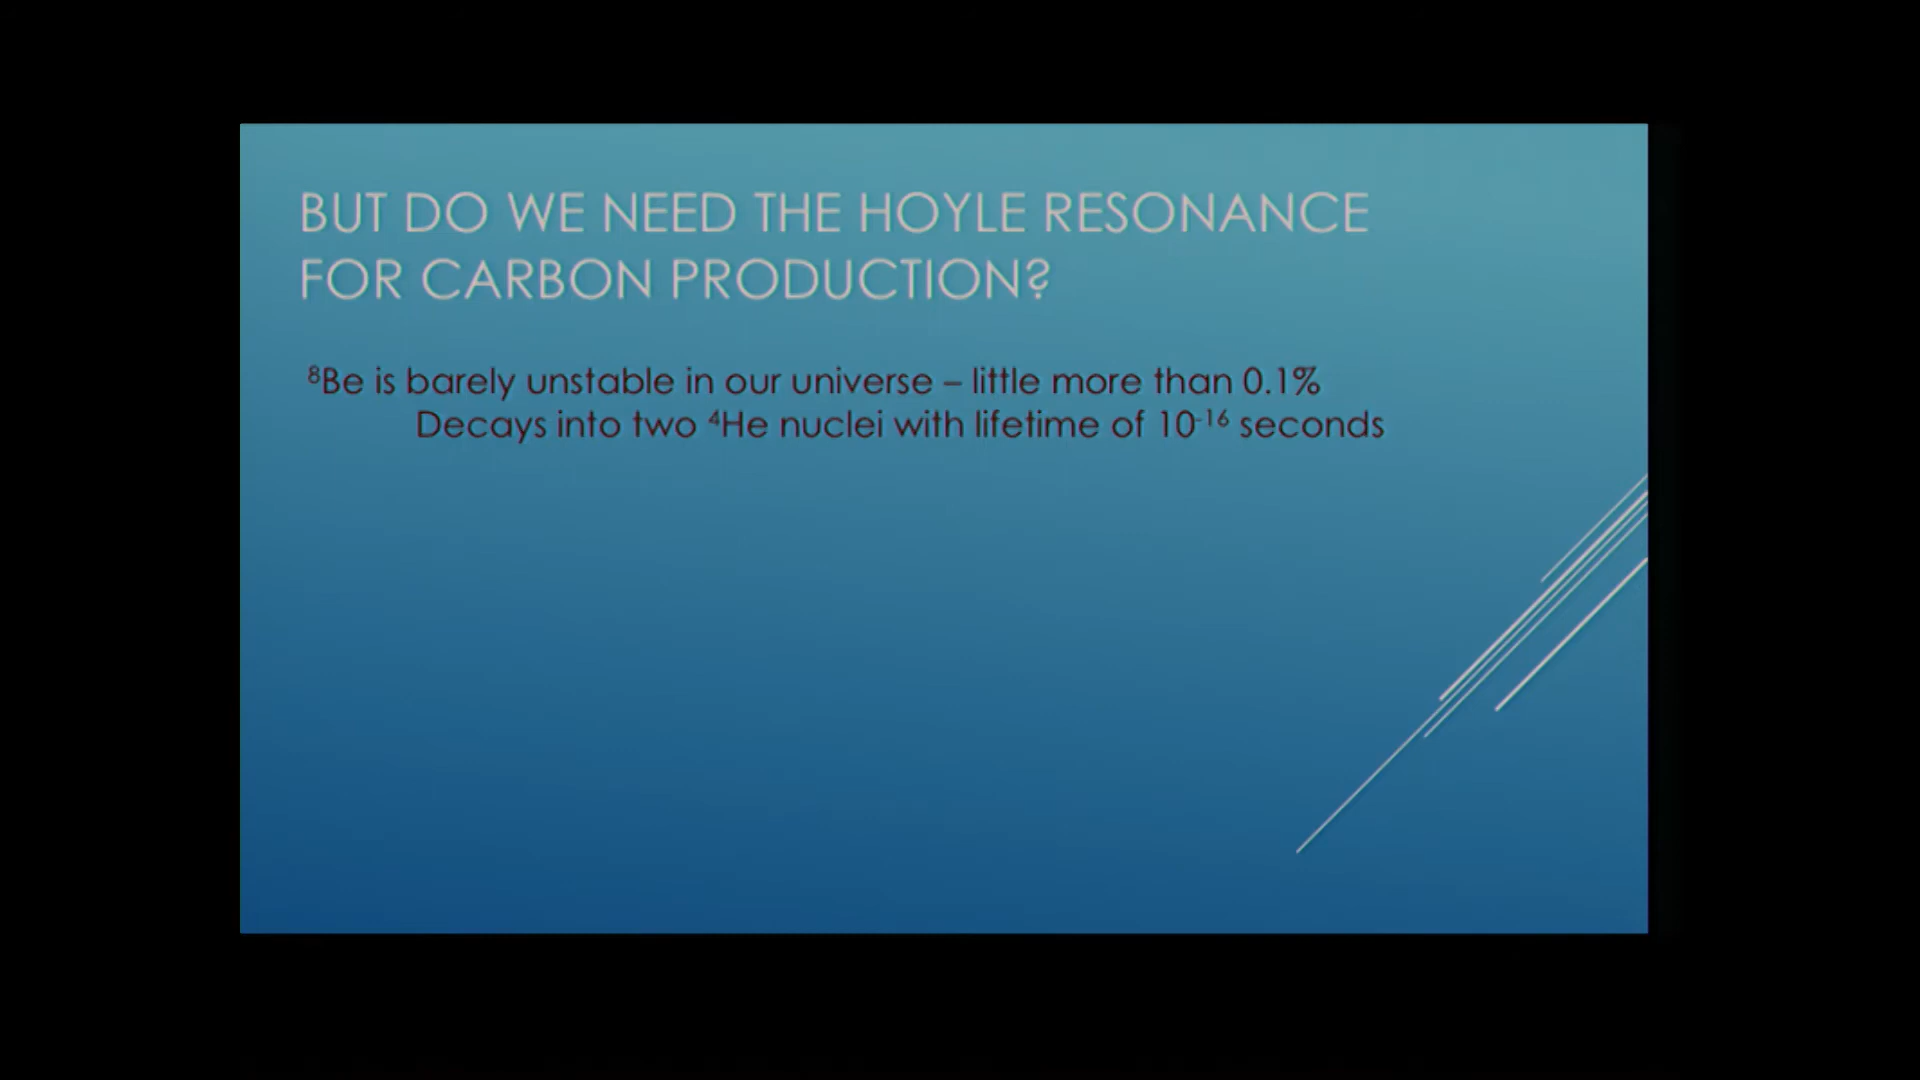 BUT DO WE NEED THE HOYLE RESONANCE
FOR CARBON PRODUCTION?
⁸Be is barely unstable in our universe – little more than 0.1%
Decays into two ⁴He nuclei with lifetime of 10⁻¹⁶ seconds